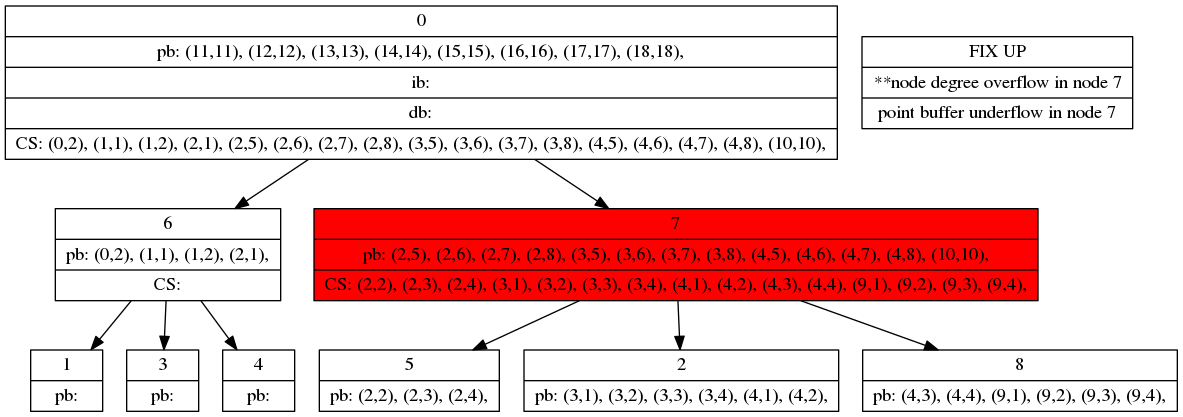 0
pb: (11,11), (12,12), (13,13), (14,14), (15,15), (16,16), (17,17), (18,18),
ib:
db:
CS: (0,2), (1,1), (1,2), (2,1), (2,5), (2,6), (2,7), (2,8), (3,5), (3,6), (3,7), (3,8), (4,5), (4,6), (4,7), (4,8), (10,10),
FIX UP
**node degree overflow in node 7
point buffer underflow in node 7
6
pb: (0,2), (1,1), (1,2), (2,1),
CS:
7
pb: (2,5), (2,6), (2,7), (2,8), (3,5), (3,6), (3,7), (3,8), (4,5), (4,6), (4,7), (4,8), (10,10),
CS: (2,2), (2,3), (2,4), (3,1), (3,2), (3,3), (3,4), (4,1), (4,2), (4,3), (4,4), (9,1), (9,2), (9,3), (9,4),
1
pb:
3
pb:
4
pb:
5
pb: (2,2), (2,3), (2,4),
2
pb: (3,1), (3,2), (3,3), (3,4), (4,1), (4,2),
8
pb: (4,3), (4,4), (9,1), (9,2), (9,3), (9,4),